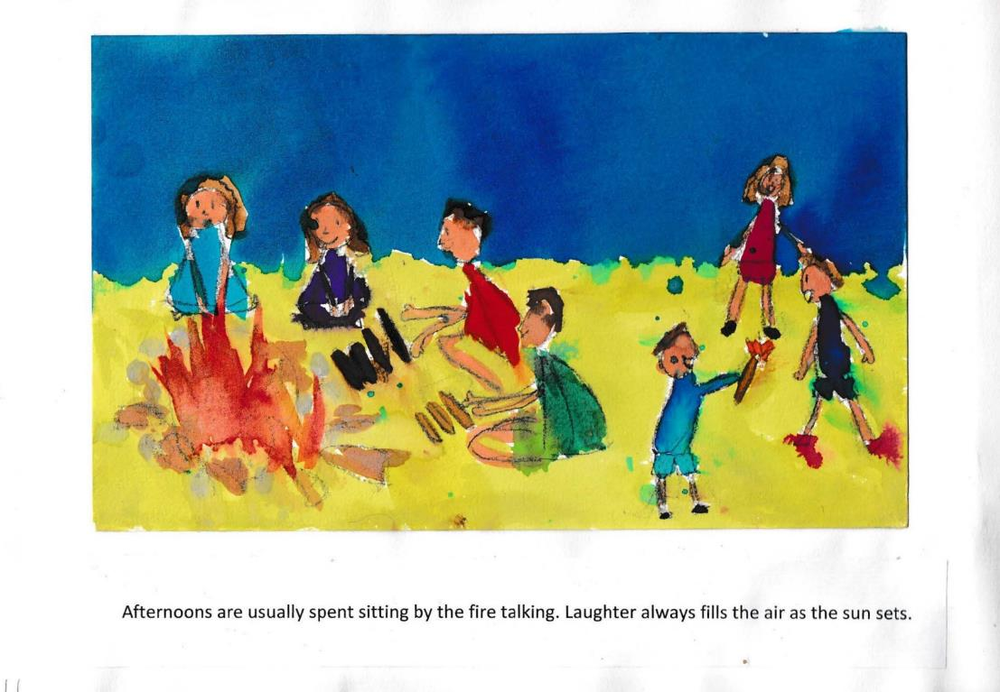 Afternoons are usually spent sitting by the fire talking. Laughter always fills the air as the sun sets.